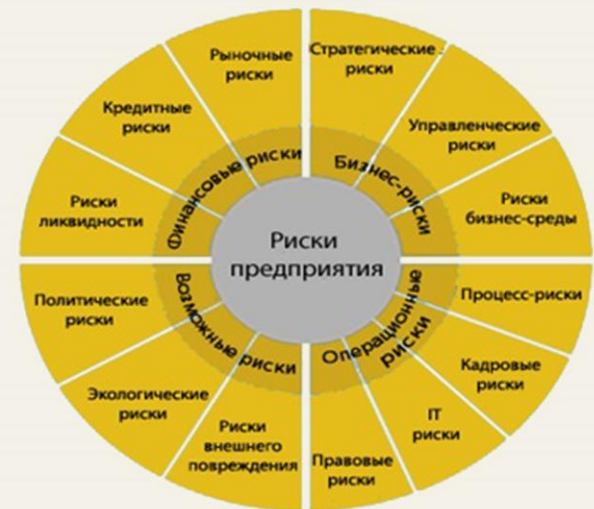 Риски
предприятия
Финансовые риски
Рыночные
риски
Кредитные
риски
Риски
ликвидности
Бизнес-риски
Стратегические
риски
Управленческие
риски
Риски
бизнес-среды
Операционные
риски
Процесс-риски
Кадровые
риски
IT
риски
Правовые
риски
Возможные риски
Риски
внешнего
повреждения
Экологические
риски
Политические
риски